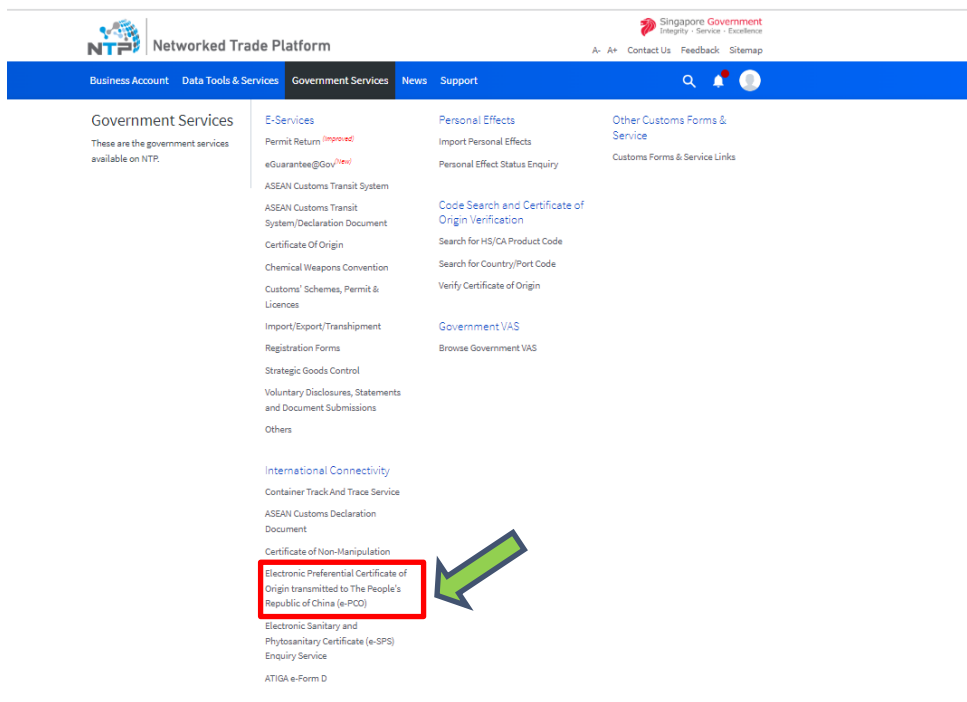 NTP
Networked Trade Platform
Singapore Government
Integrity · Service · Excellence
A- A+ Contact Us Feedback Sitemap
Business Account Data Tools & Services Government Services News Support
Government Services
These are the government services
available on NTP.
E-Services
Permit Return (Improved)
eGuarantee@Gov(New)
ASEAN Customs Transit System
ASEAN Customs Transit
System/Declaration Document
Certificate Of Origin
Chemical Weapons Convention
Customs' Schemes, Permit &
Licences
Import/Export/Transhipment
Registration Forms
Strategic Goods Control
Voluntary Disclosures, Statements
and Document Submissions
Others
International Connectivity
Container Track And Trace Service
ASEAN Customs Declaration
Document
Certificate of Non-Manipulation
Electronic Preferential Certificate of
Origin transmitted to The People's
Republic of China (e-PCO)
Electronic Sanitary and
Phytosanitary Certificate (e-SPS)
Enquiry Service
ATIGA e-Form D
Personal Effects
Import Personal Effects
Personal Effect Status Enquiry
Code Search and Certificate of
Origin Verification
Search for HS/CA Product Code
Search for Country/Port Code
Verify Certificate of Origin
Government VAS
Browse Government VAS
Other Customs Forms &
Service
Customs Forms & Service Links